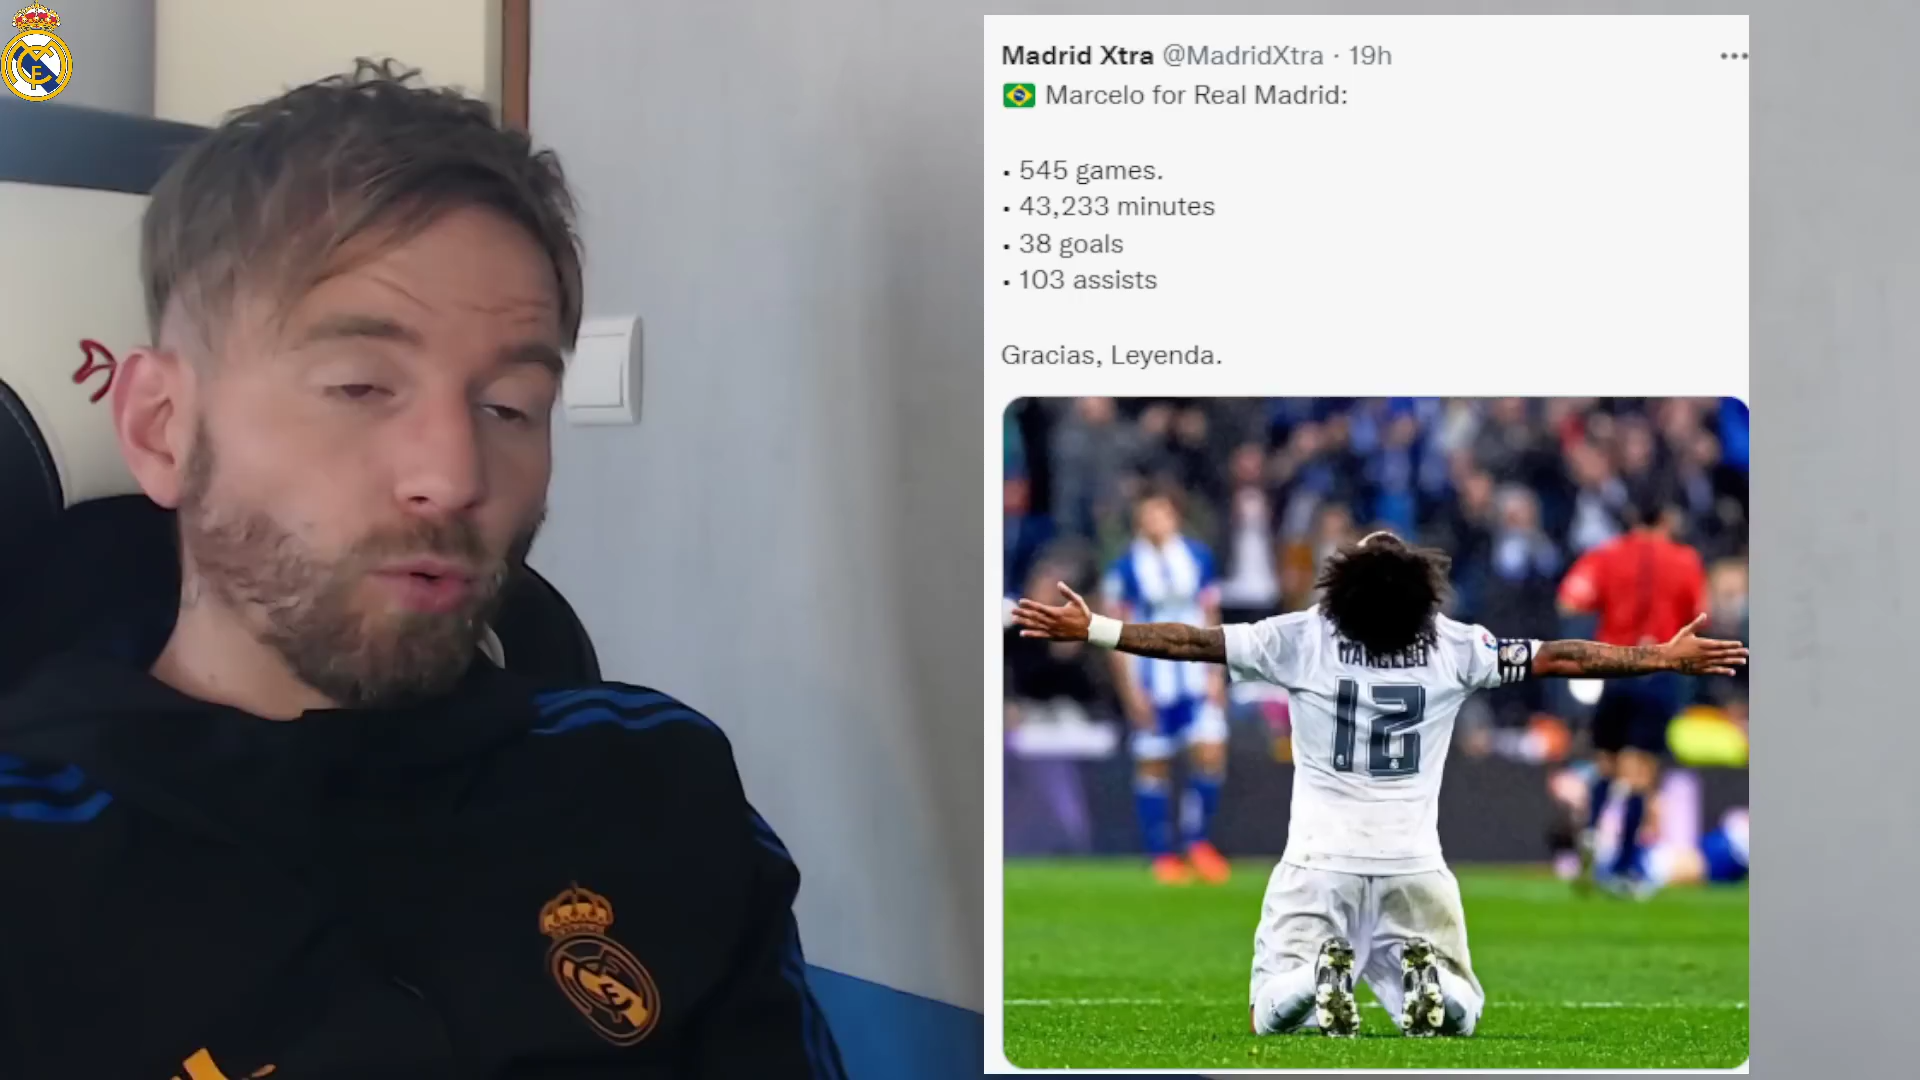 Madrid Xtra @MadridXtra · 19h
Marcelo for Real Madrid:
• 545 games.
• 43,233 minutes
• 38 goals
• 103 assists
Gracias, Leyenda.
MARCELO
12